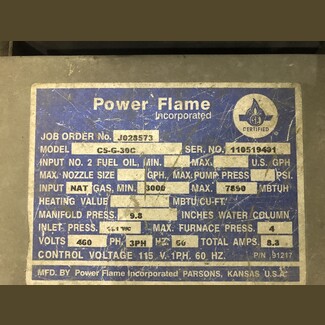 Power Flame
Incorporated
CERTIFIED
JOB ORDER No. J028573
MODEL C5-G-30C SER. NO. 110519491
INPUT NO. 2 FUEL OIL, MIN. MAX. U.S. GPH
MAX. NOZZLE SIZE GPH., MAX. PUMP PRESS. PSI.
INPUT NAT GAS, MIN. 3000 MAX. 7850 MBTUH
HEATING VALUE MBTU/CU-FT.
MANIFOLD PRESS. 9.8 INCHES WATER COLUMN
INLET PRESS. MAX. FURNACE PRESS. 4
VOLTS 460 PH. 3PH HZ. 60 TOTAL AMPS. 8.8
CONTROL VOLTAGE 115 V. 1PH, 60 HZ. P/N 91217
MFD. BY Power Flame Incorporated PARSONS, KANSAS U.S.A.